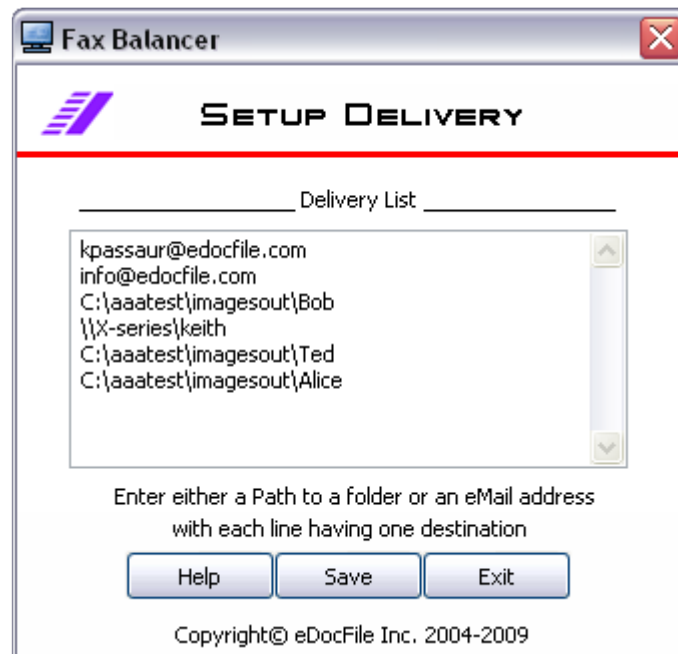 Fax Balancer
SETUP DELIVERY
Delivery List
kpassaur@edocfile.com
info@edocfile.com
C:\aaatest\imagesout\Bob
\\X-series\keith
C:\aaatest\imagesout\Ted
C:\aaatest\imagesout\Alice
Enter either a Path to a folder or an eMail address
with each line having one destination
Help Save Exit
Copyright© eDocFile Inc. 2004-2009